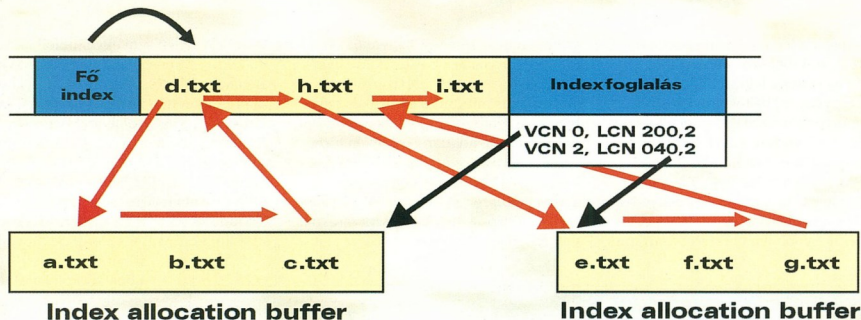 Fő
index
d.txt
h.txt
i.txt
Indexfoglalás
VCN 0, LCN 200,2
VCN 2, LCN 040,2
a.txt b.txt c.txt
e.txt f.txt g.txt
Index allocation buffer
Index allocation buffer